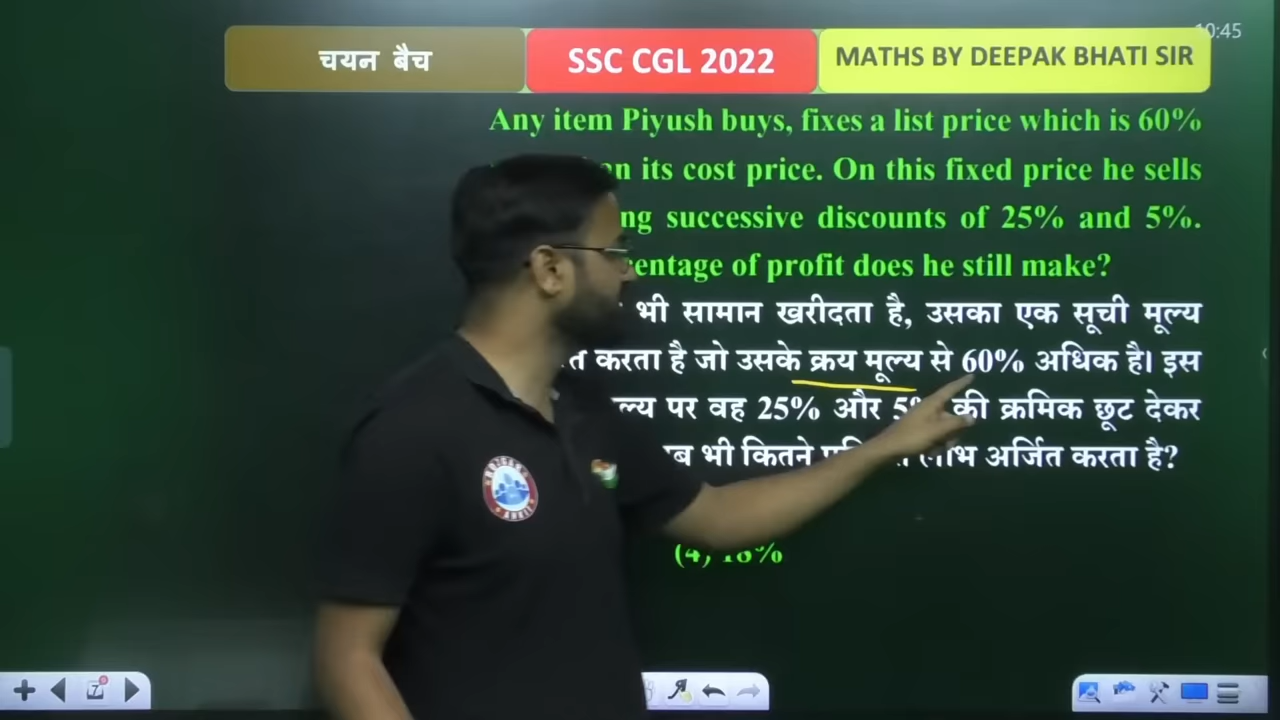 10:45
चयन बैच
SSC CGL 2022
MATHS BY DEEPAK BHATI SIR
Any item Piyush buys, fixes a list price which is 60%
its cost price. On this fixed price he sells
successive discounts of 25% and 5%.
of profit does he still make?
भी सामान खरीदता है, उसका एक सूची मूल्य
करता है जो उसके क्रय मूल्य से 60% अधिक है। इस
पर वह 25% और की क्रमिक छूट देकर
भी कितने अर्जित करता है?
(4)
7